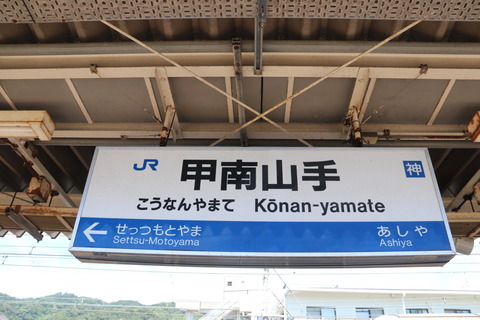 JR 甲南山手 神
こうなんやまて Kōnan-yamate
← せっつもとやま あしや
Settsu-Motoyama Ashiya